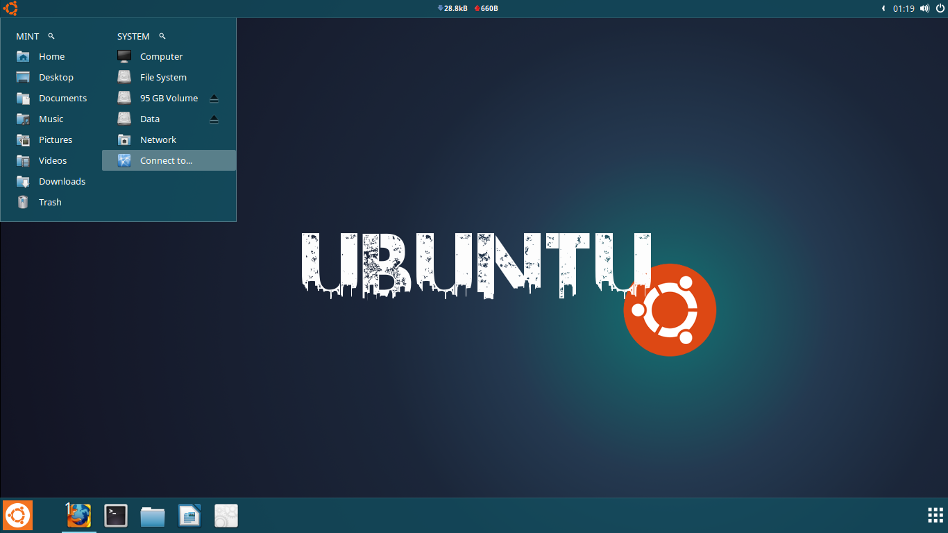 28.8kB 660B
01:19
MINT SYSTEM
Home Computer
Desktop File System
Documents 95 GB Volume
Music Data
Pictures Network
Videos Connect to...
Downloads
Trash
UBUNTU
1